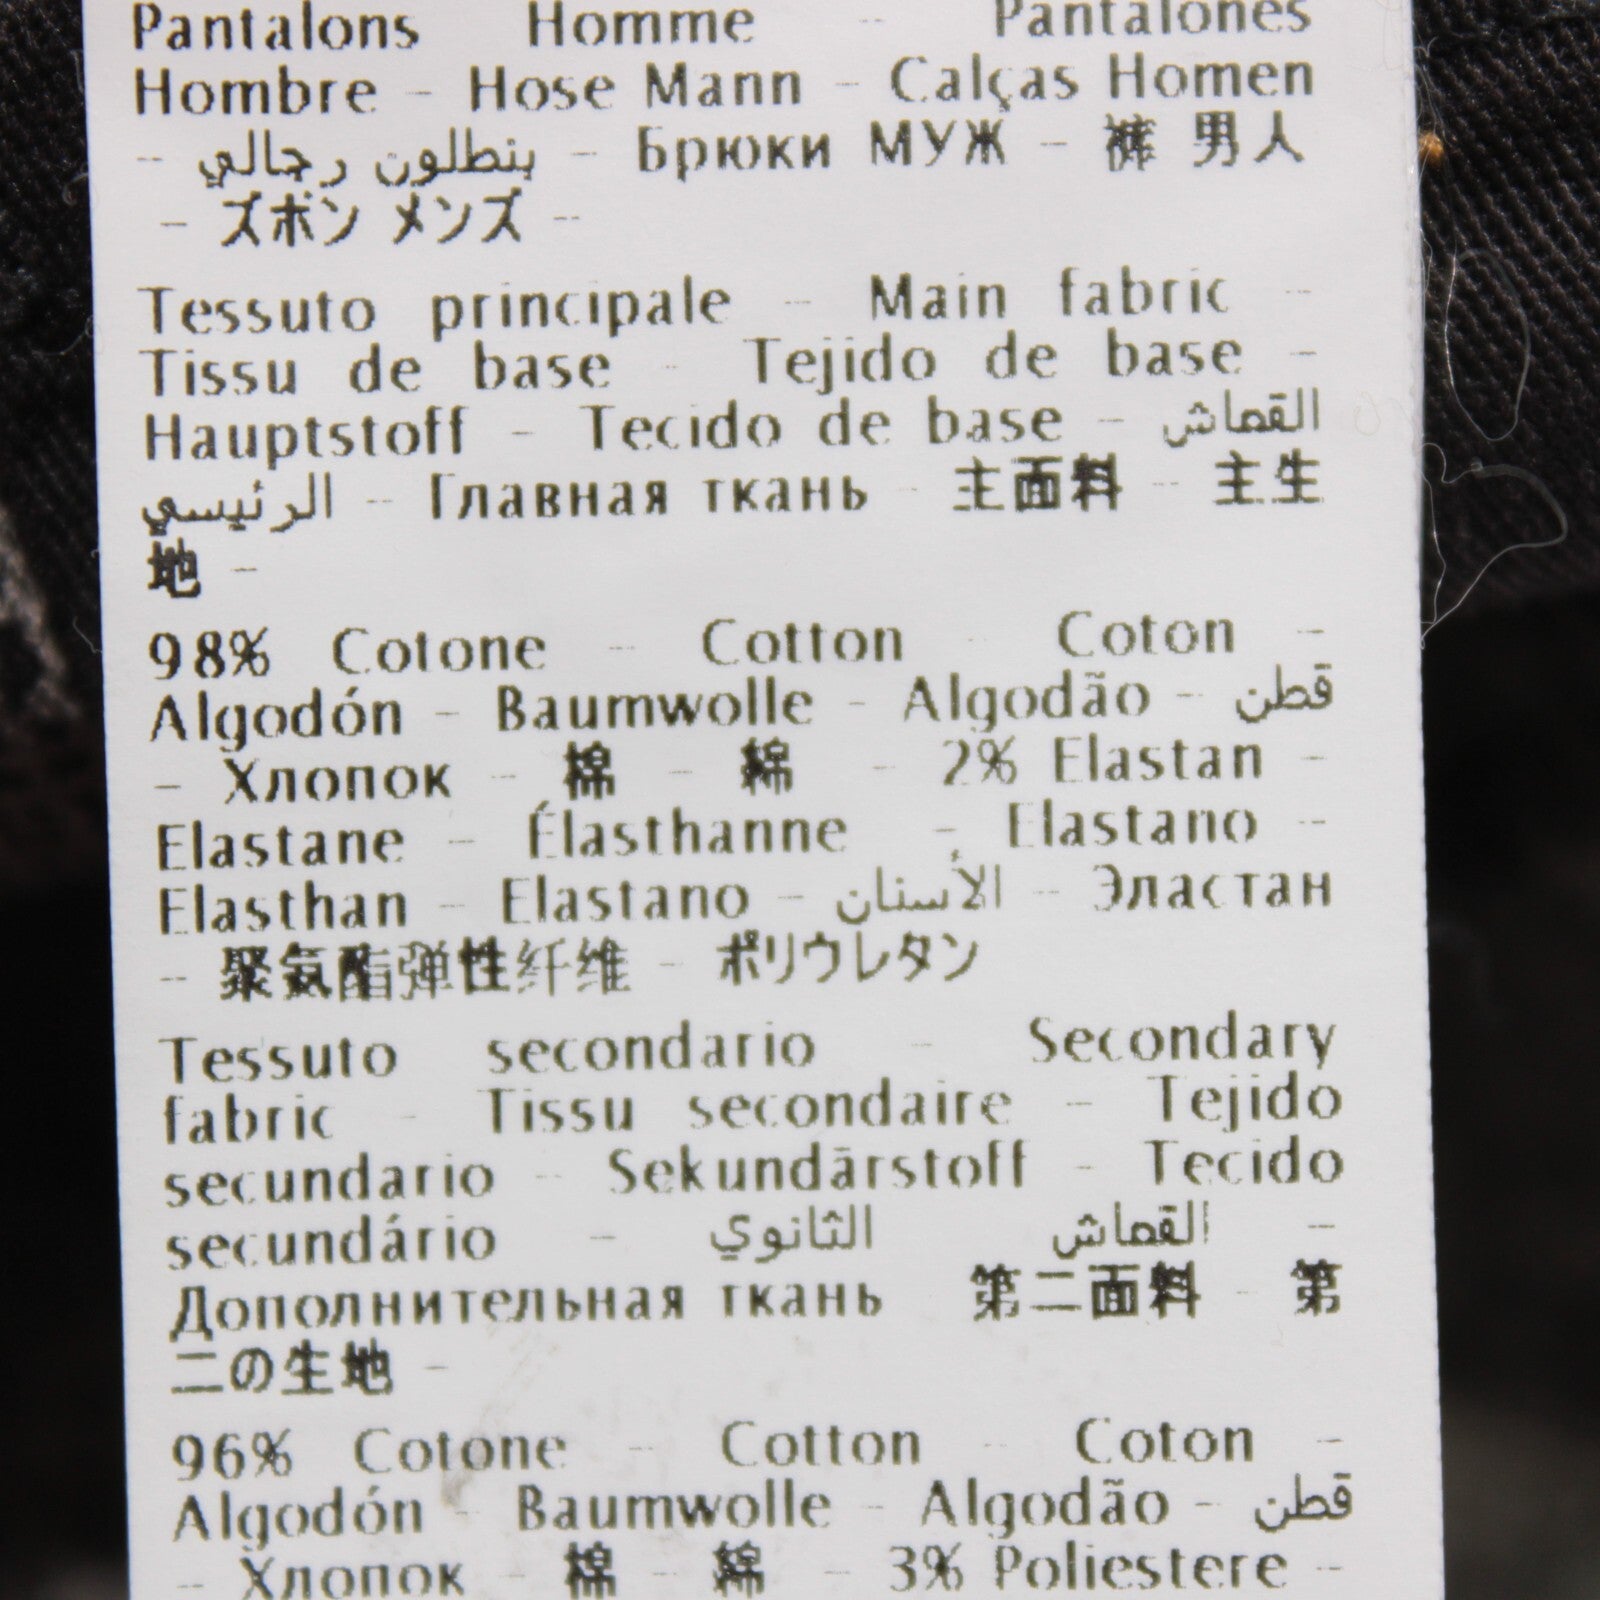 Pantalons Homme - Pantalones
Hombre - Hose Mann - Calças Homen
- بنطلون رجالي - Брюки МУЖ - 裤 男人
- ズボン メンズ -
Tessuto principale - Main fabric -
Tissu de base - Tejido de base -
Hauptstoff - Tecido de base - القماش
الرئيسي - Главная ткань - 主面料 - 主生
地 -
98% Cotone - Cotton - Coton -
Algodón - Baumwolle - Algodão - قطن
- Хлопок - 棉 - 綿 - 2% Elastan -
Elastane - Élasthanne - Elastano -
Elasthan - Elastano - الأسنان - Эластан
- 聚氨酯弹性纤维 - ポリウレタン
Tessuto secondario - Secondary
fabric - Tissu secondaire - Tejido
secundario - Sekundärstoff - Tecido
secundário - القماش الثانوي -
Дополнительная ткань 第二面料 - 第
二の生地 -
96% Cotone - Cotton - Coton -
Algodón - Baumwolle - Algodão - قطن
- Хлопок - 棉 - 綿 - 3% Poliestere -